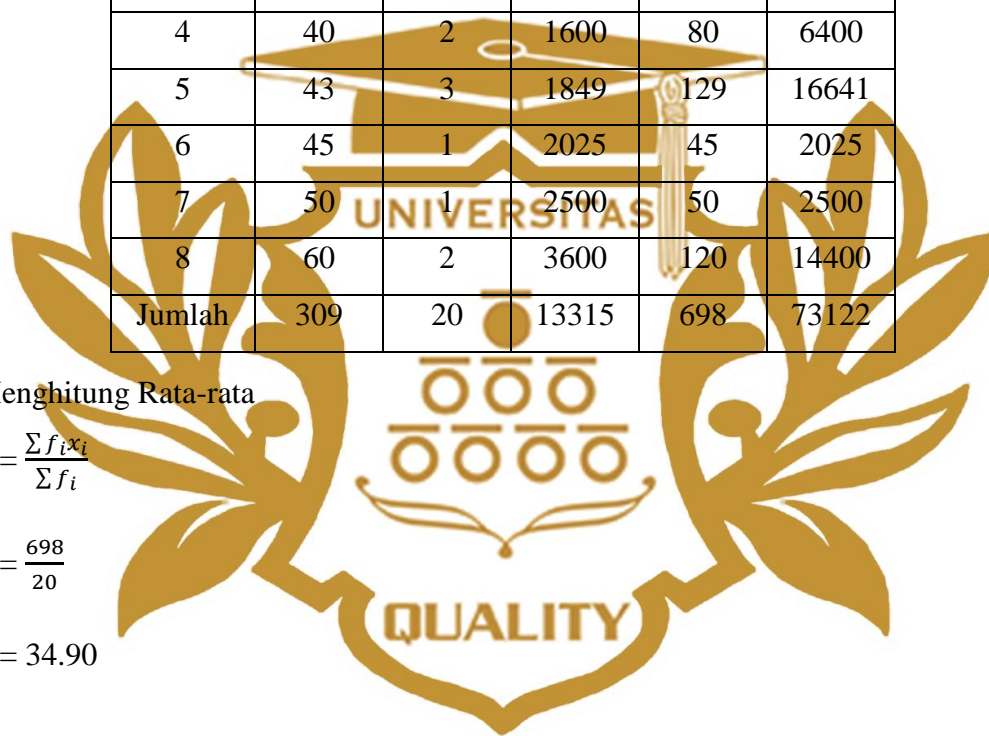 4 40 2 1600 80 6400
5 43 3 1849 129 16641
6 45 1 2025 45 2025
7 50 1 2500 50 2500
UNIVERSITAS
8 60 2 3600 120 14400
Jumlah 309 20 13315 698 73122
enghitung Rata-rata
= ∑ fᵢxᵢ / ∑ fᵢ
= 698 / 20
QUALITY
= 34.90